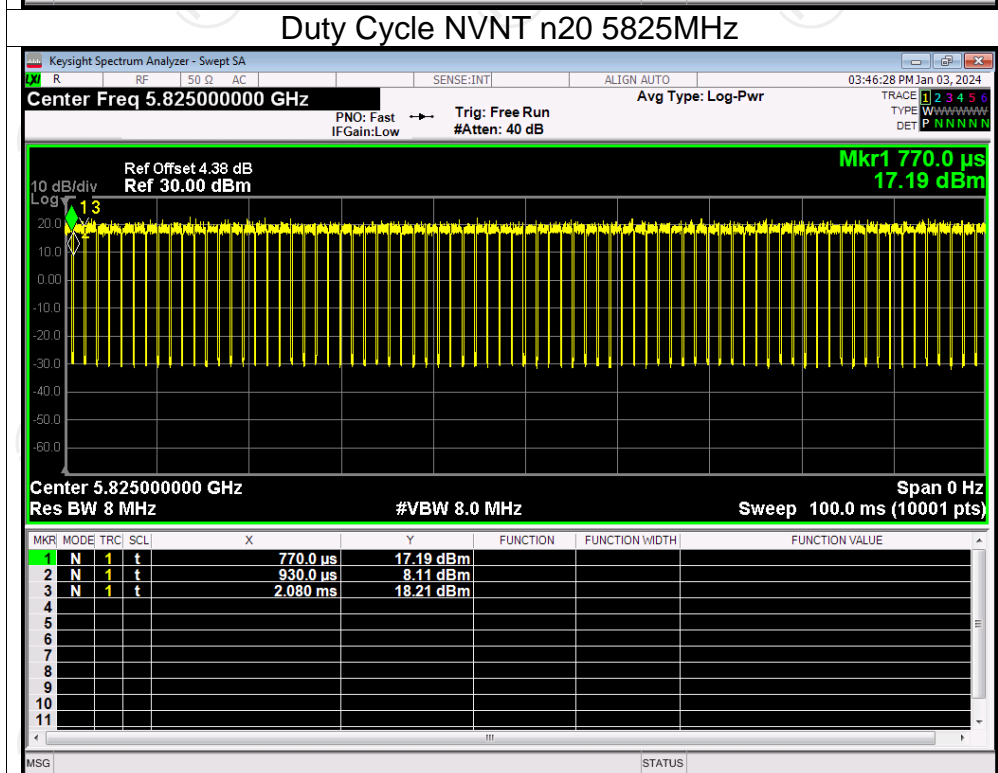 Duty Cycle NVNT n20 5825MHz
Keysight Spectrum Analyzer - Swept SA
LXI R RF 50 Ω AC SENSE:INT ALIGN AUTO 03:46:28 PM Jan 03, 2024
Center Freq 5.825000000 GHz Avg Type: Log-Pwr TRACE 1 2 3 4 5 6
PNO: Fast Trig: Free Run TYPE W W W W W W
IFGain:Low #Atten: 40 dB DET P N N N N N
Mkr1 770.0 µs
Ref Offset 4.38 dB
10 dB/div Ref 30.00 dBm 17.19 dBm
Log
1 3
20.0
2
10.0
0.00
-10.0
-20.0
-30.0
-40.0
-50.0
-60.0
Center 5.825000000 GHz Span 0 Hz
Res BW 8 MHz #VBW 8.0 MHz Sweep 100.0 ms (10001 pts)
MKR MODE TRC SCL X Y FUNCTION FUNCTION WIDTH FUNCTION VALUE
1 N 1 t 770.0 µs 17.19 dBm
2 N 1 t 930.0 µs 8.11 dBm
3 N 1 t 2.080 ms 18.21 dBm
4
5
6
7
8
9
10
11
MSG STATUS